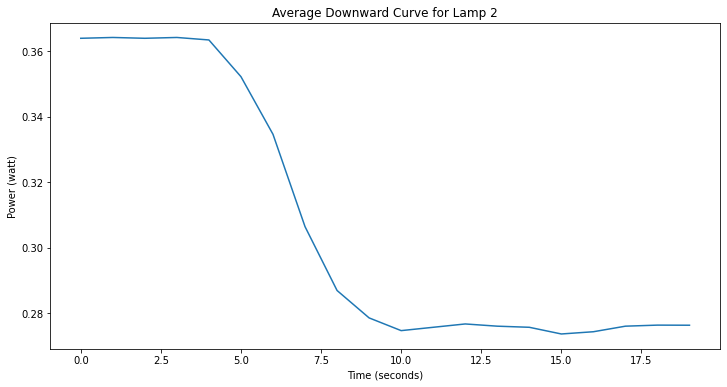 Average Downward Curve for Lamp 2
Power (watt)
0.36
0.34
0.32
0.30
0.28
0.0 2.5 5.0 7.5 10.0 12.5 15.0 17.5
Time (seconds)